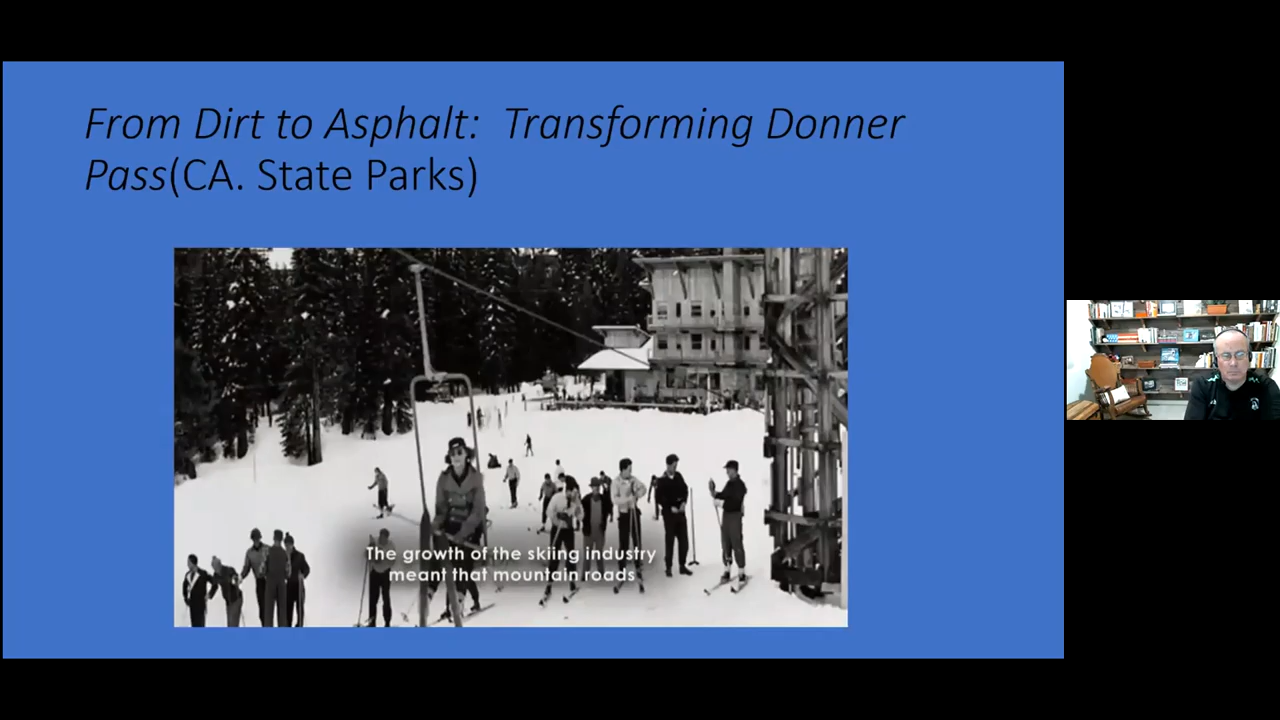 From Dirt to Asphalt: Transforming Donner
Pass(CA. State Parks)
The growth of the skiing industry
meant that mountain roads